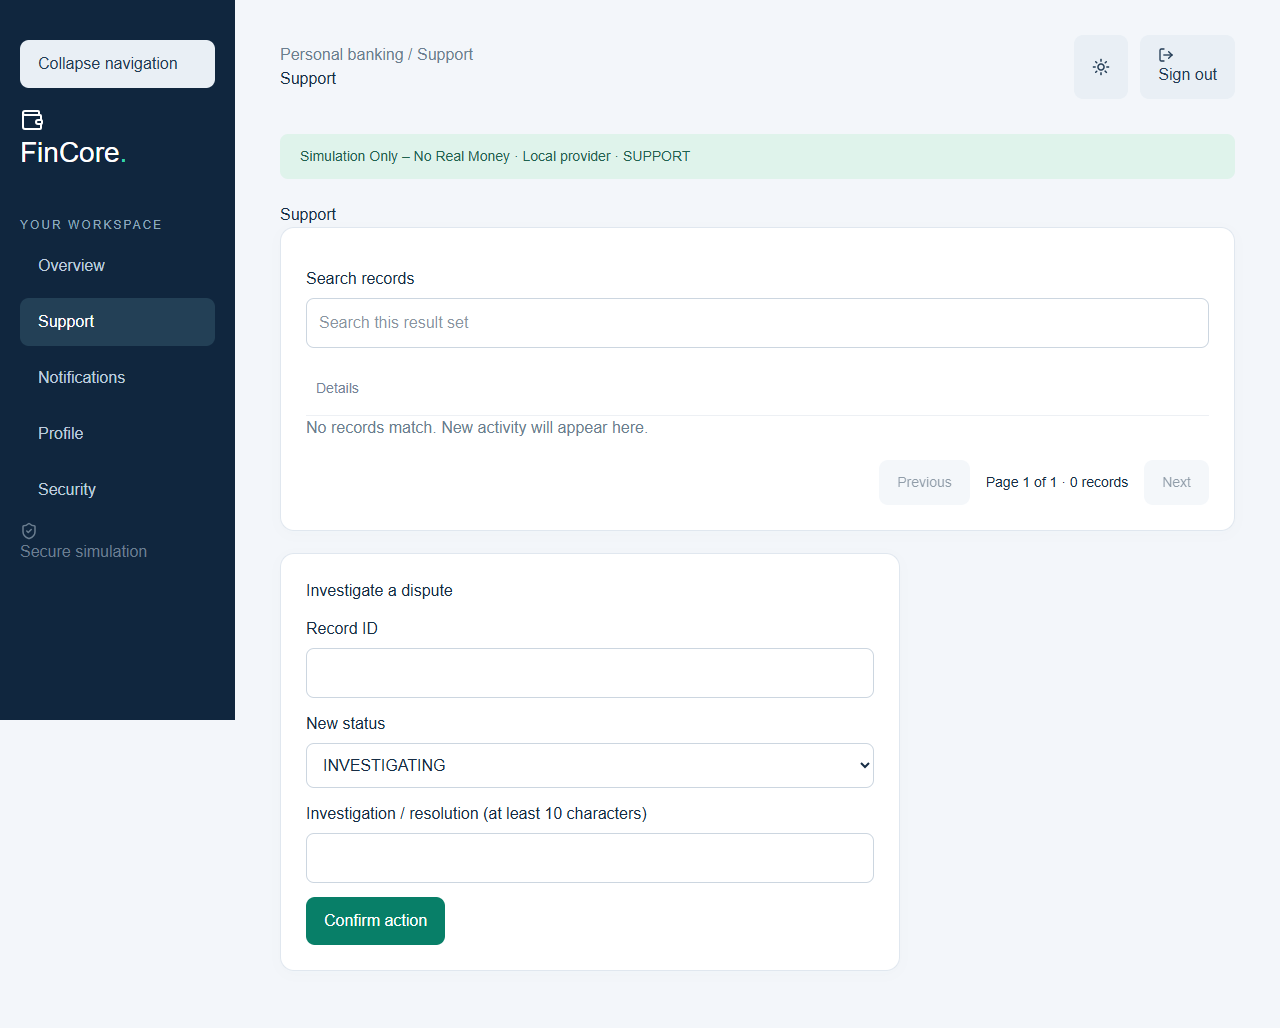 Collapse navigation
FinCore.
YOUR WORKSPACE
Overview
Support
Notifications
Profile
Security
Secure simulation
Personal banking / Support
Support
Sign out
Simulation Only – No Real Money · Local provider · SUPPORT
Support
Search records
Search this result set
Details
No records match. New activity will appear here.
Previous
Page 1 of 1 · 0 records
Next
Investigate a dispute
Record ID
New status
INVESTIGATING
Investigation / resolution (at least 10 characters)
Confirm action